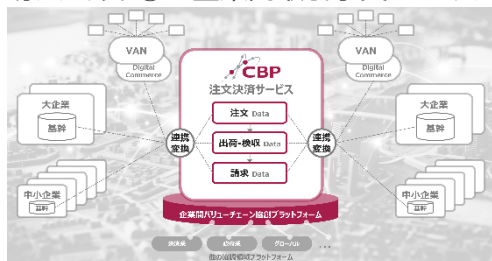 VAN
Digital
Commerce
CBP
注文決済サービス
VAN
Digital
Commerce
大企業
基幹
注文 Data
連携
変換
出荷・検収 Data
連携
変換
請求 Data
大企業
基幹
中小企業
基幹
中小企業
基幹
企業間バリューチェーン協創プラットフォーム
グローバル
...